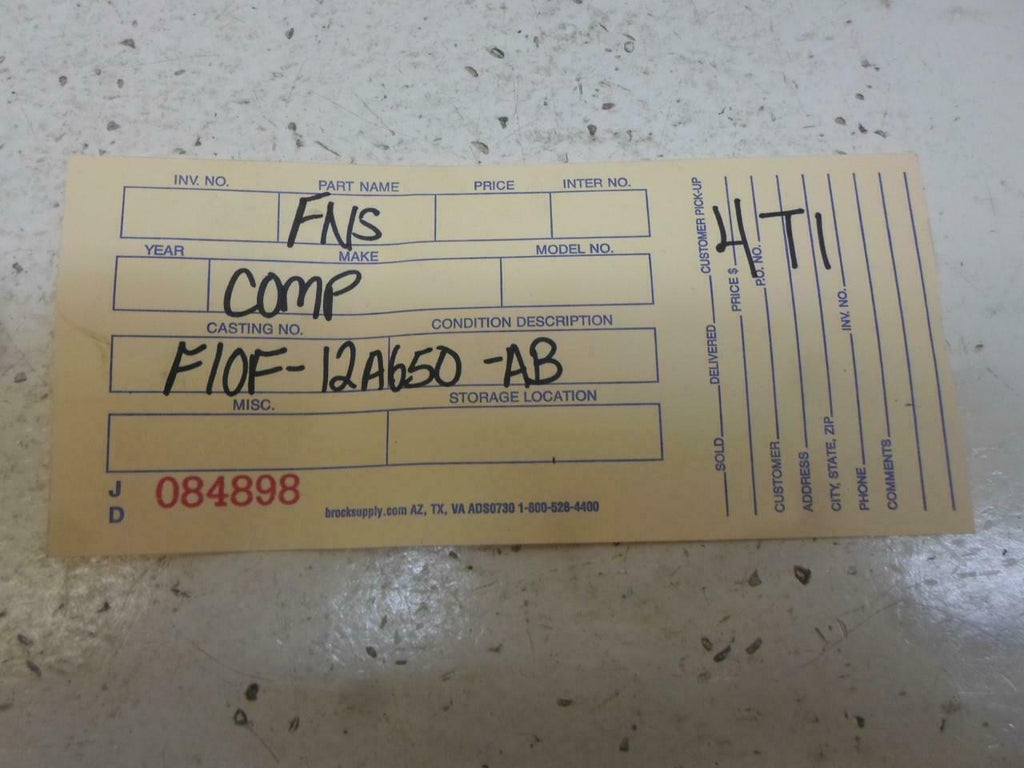 INV. NO. PART NAME PRICE INTER NO.
FNS
YEAR MAKE MODEL NO.
COMP
CASTING NO. CONDITION DESCRIPTION
F10F-12A650-AB
MISC. STORAGE LOCATION
J
D
084898
brocksupply.com AZ, TX, VA ADS0730 1-800-528-4400
SOLD DELIVERED CUSTOMER PICK-UP
PRICE $
P.O. NO.
CUSTOMER
ADDRESS
CITY, STATE, ZIP
PHONE INV. NO.
COMMENTS
4TI